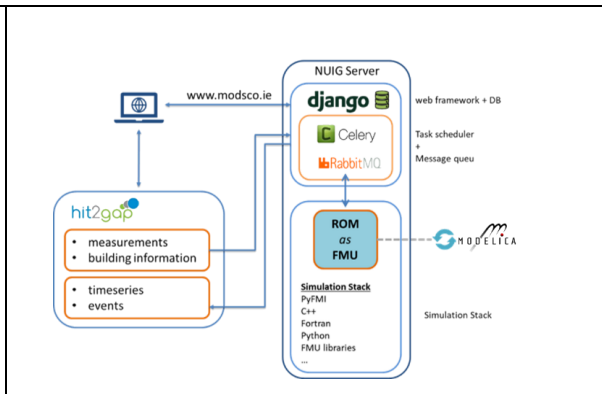 NUIG Server
www.modsco.ie
django
web framework + DB
C Celery
Task scheduler
+
Message queu
RabbitMQ
hit2gap
measurements
building information
timeseries
events
ROM
as
FMU
MODELICA
Simulation Stack
PyFMI
C++
Fortran
Python
FMU libraries
...
Simulation Stack